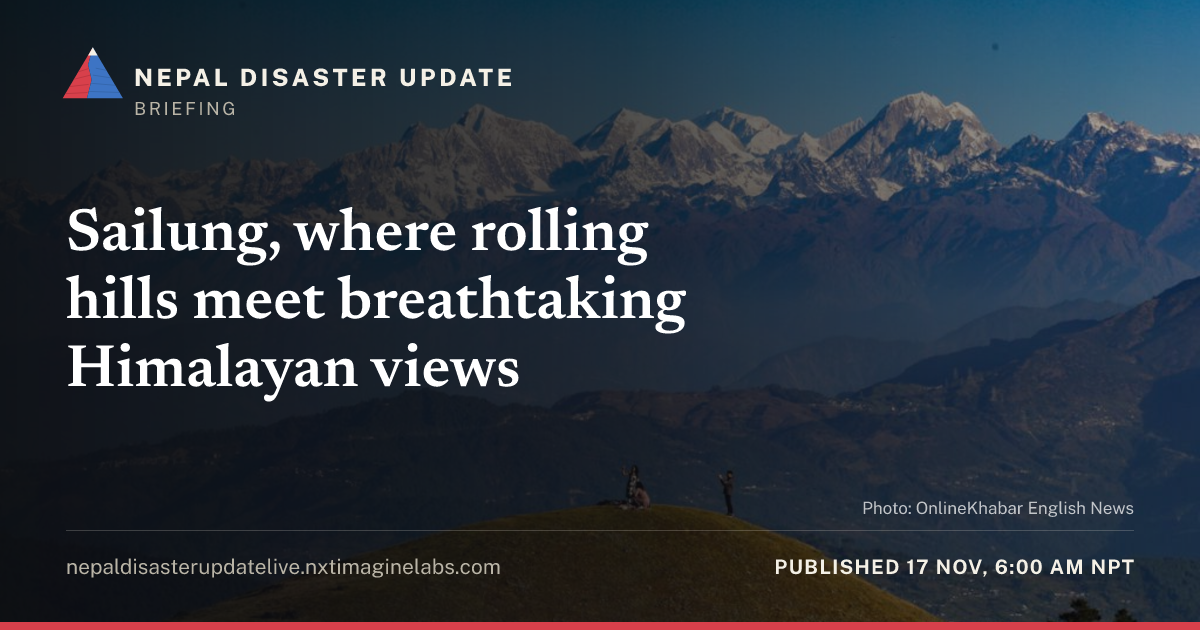 NEPAL DISASTER UPDATE
BRIEFING
Sailung, where rolling
hills meet breathtaking
Himalayan views
Photo: OnlineKhabar English News
nepaldisasterupdatelive.nxtimaginelabs.com
PUBLISHED 17 NOV, 6:00 AM NPT